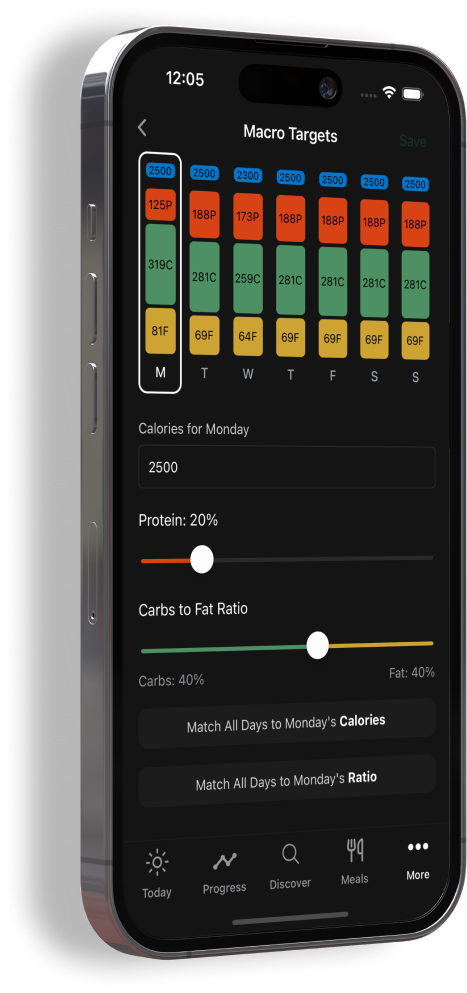 12:05
Macro Targets
Save
2500 2500 2300 2500 2500 2500 2500
125P 188P 173P 188P 188P 188P 188P
319C 281C 259C 281C 281C 281C 281C
81F 69F 64F 69F 69F 69F 69F
M T W T F S S
Calories for Monday
2500
Protein: 20%
Carbs to Fat Ratio
Carbs: 40% Fat: 40%
Match All Days to Monday's Calories
Match All Days to Monday's Ratio
Today Progress Discover Meals More